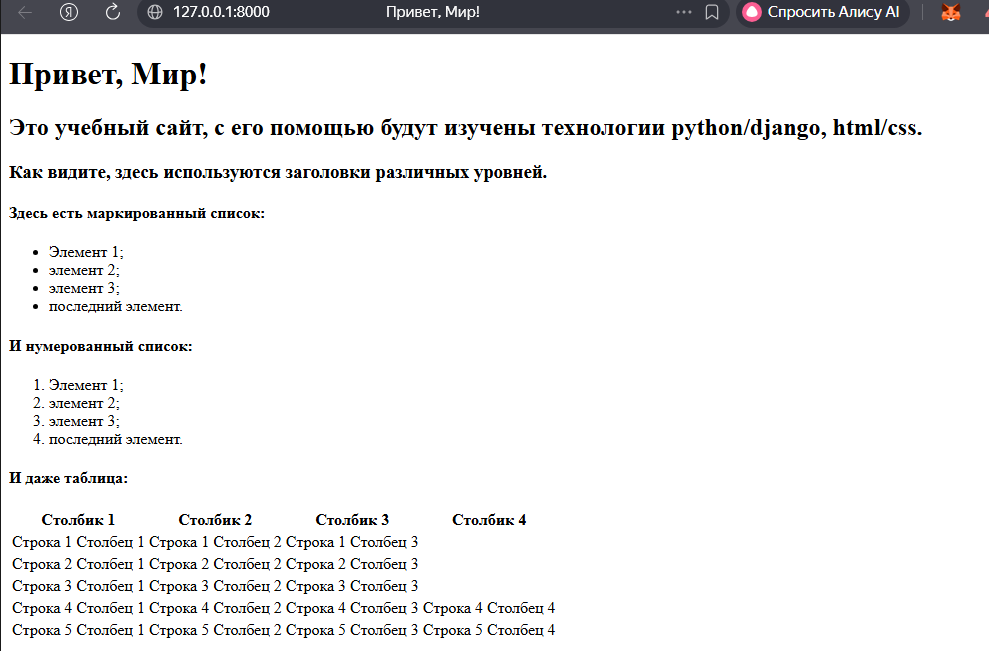 127.0.0.1:8000 Привет, Мир! Спросить Алису AI
Привет, Мир!
Это учебный сайт, с его помощью будут изучены технологии python/django, html/css.
Как видите, здесь используются заголовки различных уровней.
Здесь есть маркированный список:
• Элемент 1;
• элемент 2;
• элемент 3;
• последний элемент.
И нумерованный список:
1. Элемент 1;
2. элемент 2;
3. элемент 3;
4. последний элемент.
И даже таблица:
Столбик 1 Столбик 2 Столбик 3 Столбик 4
Строка 1 Столбец 1 Строка 1 Столбец 2 Строка 1 Столбец 3
Строка 2 Столбец 1 Строка 2 Столбец 2 Строка 2 Столбец 3
Строка 3 Столбец 1 Строка 3 Столбец 2 Строка 3 Столбец 3
Строка 4 Столбец 1 Строка 4 Столбец 2 Строка 4 Столбец 3 Строка 4 Столбец 4
Строка 5 Столбец 1 Строка 5 Столбец 2 Строка 5 Столбец 3 Строка 5 Столбец 4